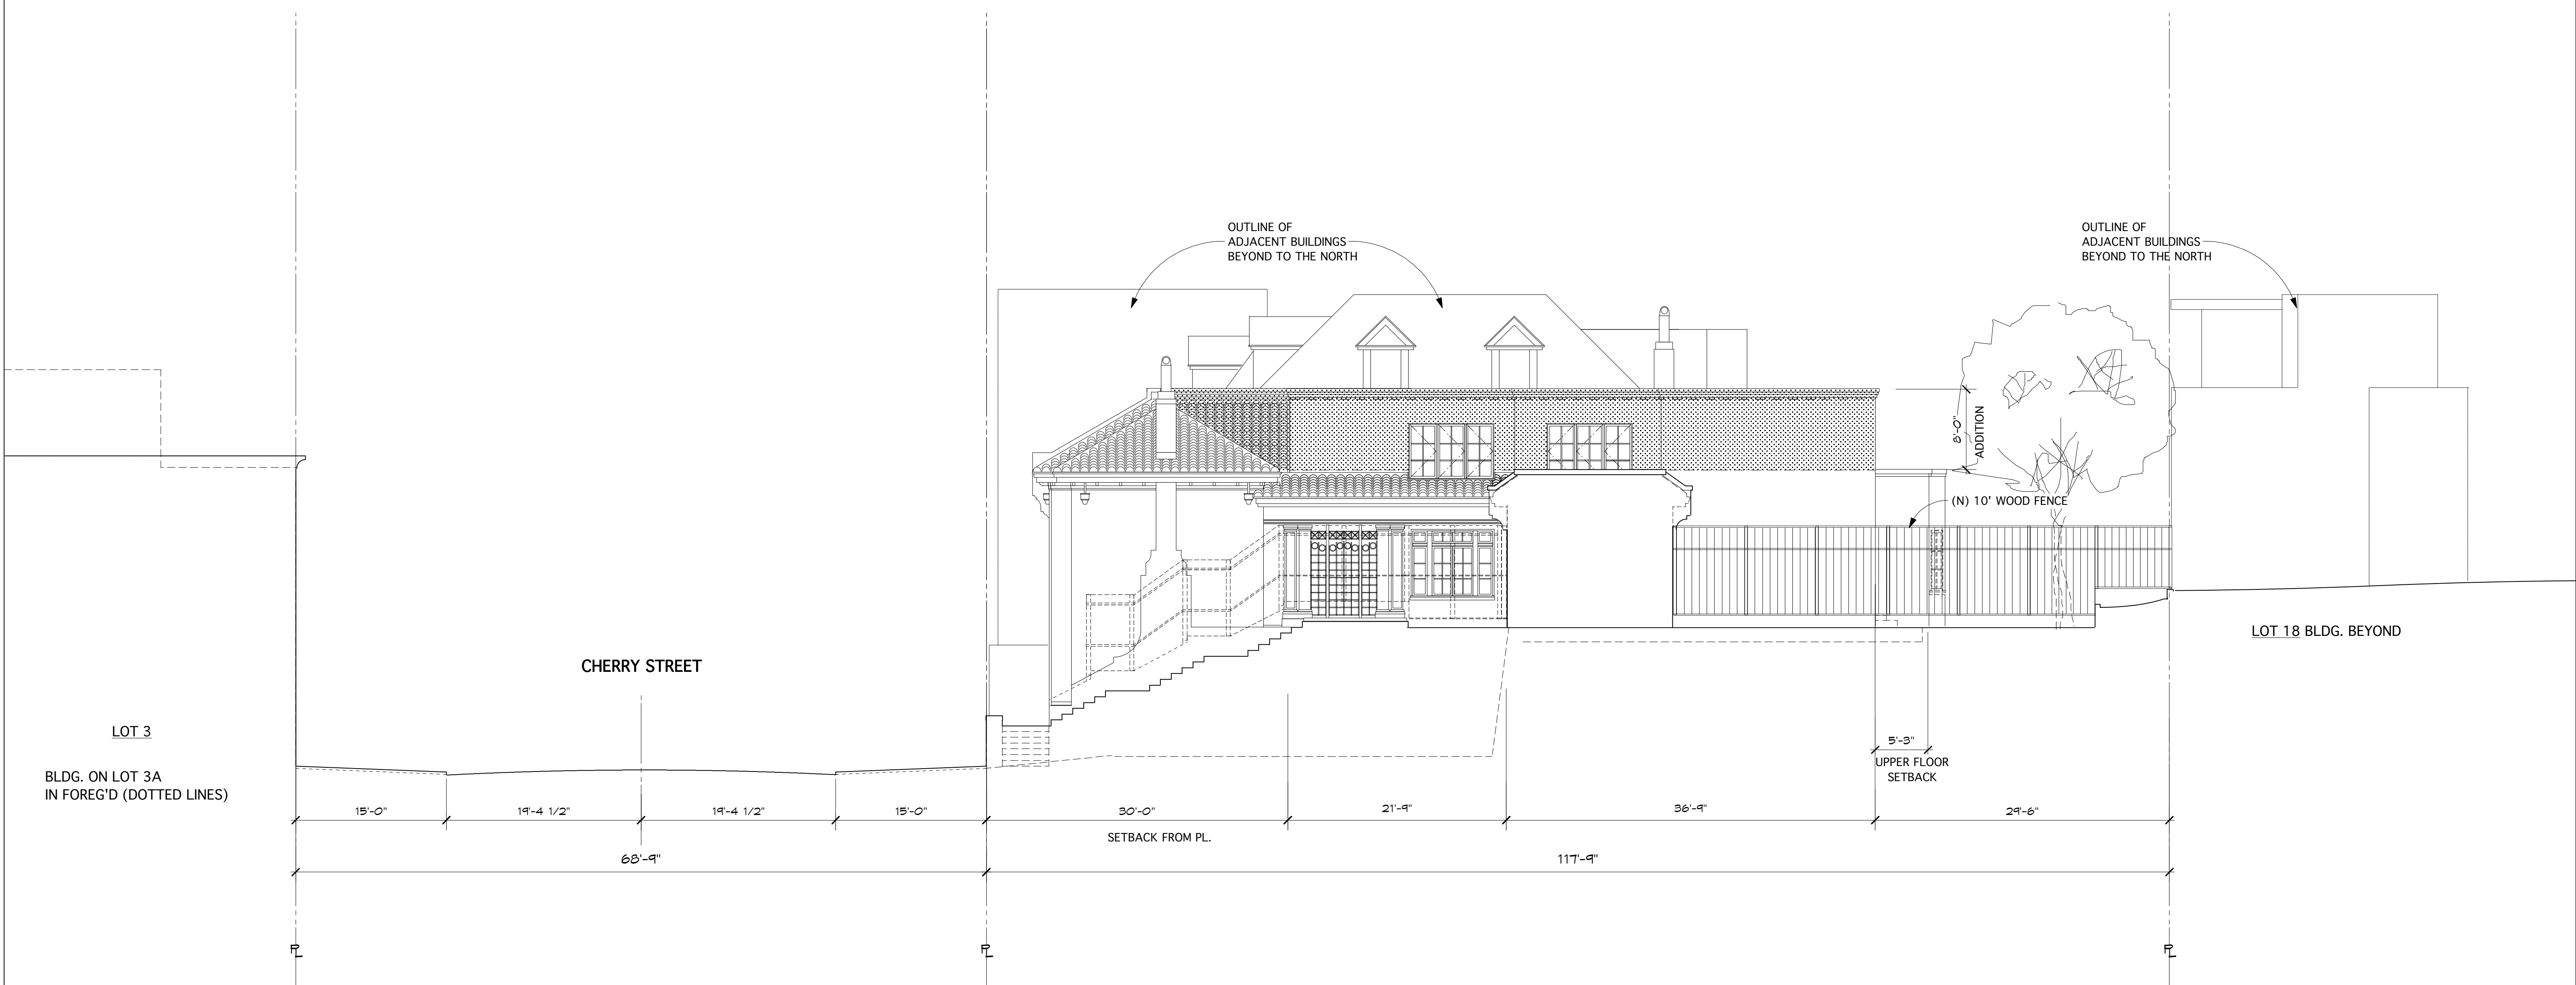 OUTLINE OF
ADJACENT BUILDINGS
BEYOND TO THE NORTH
OUTLINE OF
ADJACENT BUILDINGS
BEYOND TO THE NORTH
8'-0"
ADDITION
(N) 10' WOOD FENCE
LOT 18 BLDG. BEYOND
CHERRY STREET
LOT 3
BLDG. ON LOT 3A
IN FOREG'D (DOTTED LINES)
5'-3"
UPPER FLOOR
SETBACK
15'-0"
19'-4 1/2"
19'-4 1/2"
15'-0"
30'-0"
21'-9"
36'-9"
29'-6"
SETBACK FROM PL.
68'-9"
117'-9"
PL
PL
PL